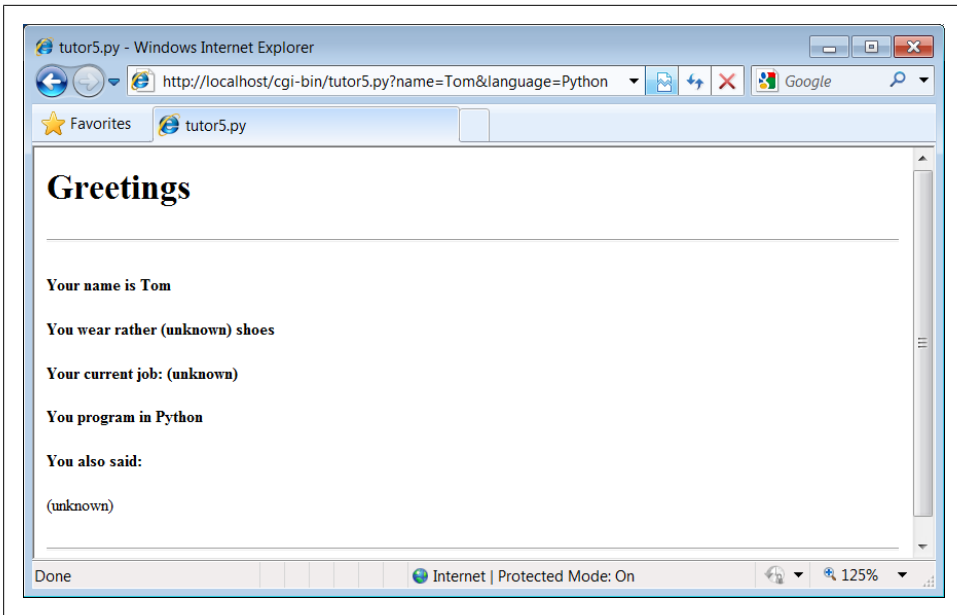 tutor5.py - Windows Internet Explorer
http://localhost/cgi-bin/tutor5.py?name=Tom&language=Python
Google
Favorites
tutor5.py
Greetings
Your name is Tom
You wear rather (unknown) shoes
Your current job: (unknown)
You program in Python
You also said:
(unknown)
Done
Internet | Protected Mode: On
125%